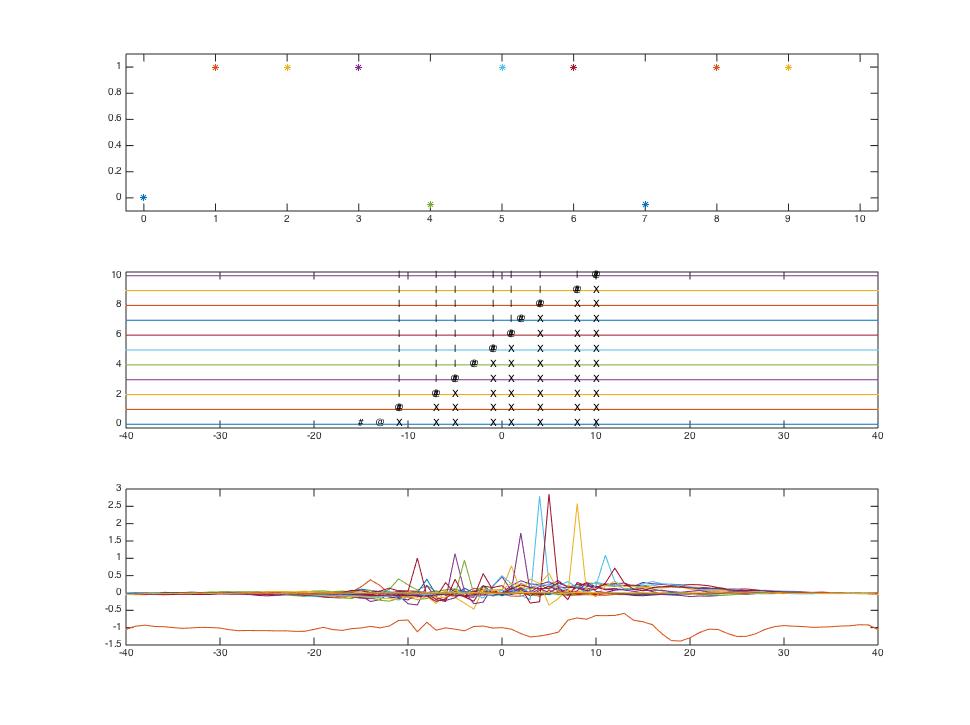 1
0.8
0.6
0.4
0.2
0
0 1 2 3 4 5 6 7 8 9 10
10 | | | | | | | @
| | | | | | @ X
8 | | | | | @ X X
| | | | | @ X X X
6 | | | | @ X X X
| | | @ X X X X
4 | | | @ X X X X X
| | @ X X X X X
2 | @ X X X X X X
@ X X X X X X X
0 # @ X X X X X X X X
-40 -30 -20 -10 0 10 20 30 40
3
2.5
2
1.5
1
0.5
0
-0.5
-1
-1.5
-40 -30 -20 -10 0 10 20 30 40